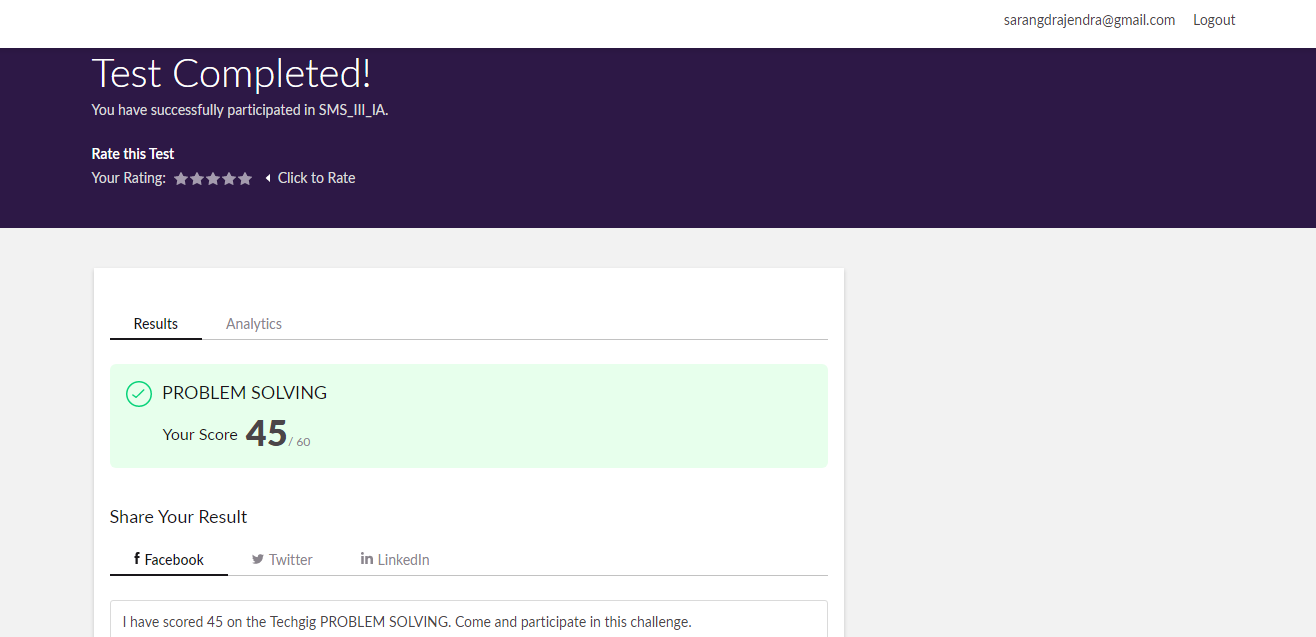 sarangdrajendra@gmail.com Logout
Test Completed!
You have successfully participated in SMS_III_IA.
Rate this Test
Your Rating: Click to Rate
Results Analytics
PROBLEM SOLVING
Your Score 45 / 60
Share Your Result
Facebook Twitter LinkedIn
I have scored 45 on the Techgig PROBLEM SOLVING. Come and participate in this challenge.